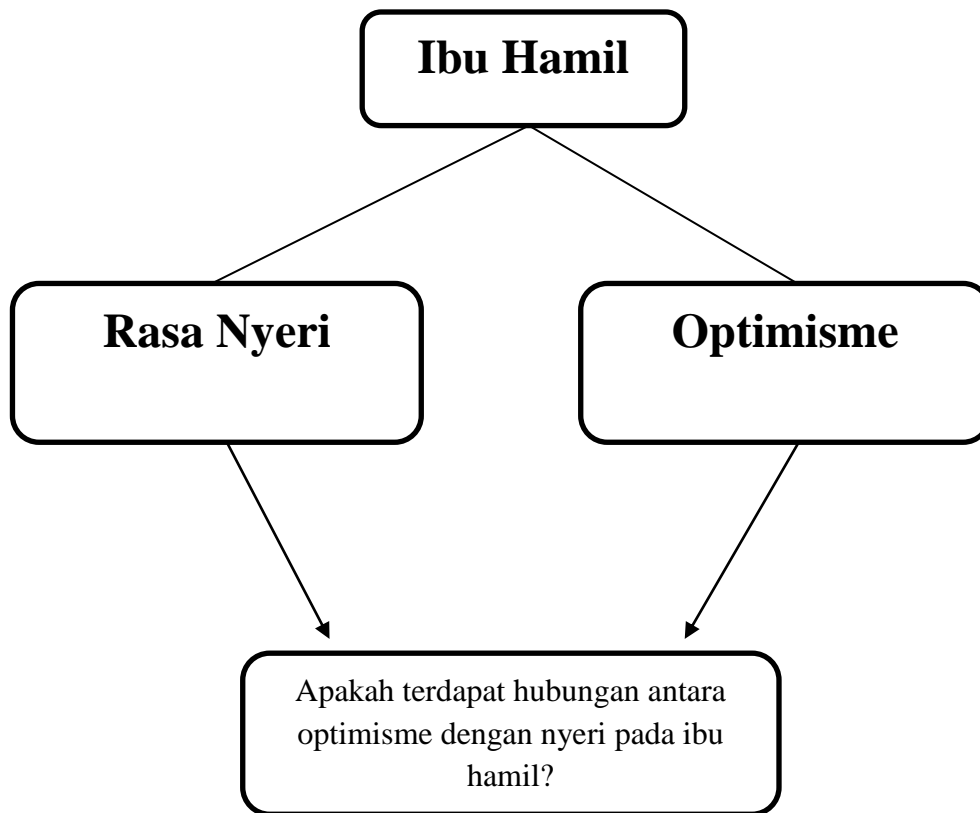 Ibu Hamil
Rasa Nyeri
Optimisme
Apakah terdapat hubungan antara
optimisme dengan nyeri pada ibu
hamil?